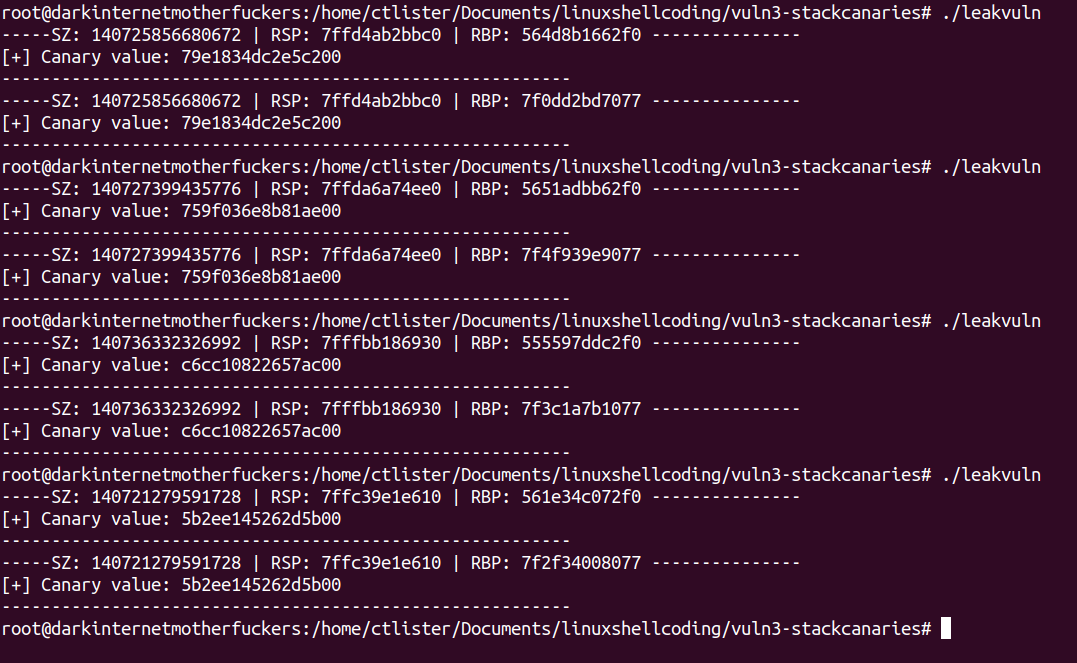 root@darkinternetmotherfuckers:/home/ctlister/Documents/linuxshellcoding/vuln3-stackcanaries# ./leakvuln
-----SZ: 140725856680672 | RSP: 7ffd4ab2bbc0 | RBP: 564d8b1662f0 ---------------
[+] Canary value: 79e1834dc2e5c200
---------------------------------------------------------
-----SZ: 140725856680672 | RSP: 7ffd4ab2bbc0 | RBP: 7f0dd2bd7077 ---------------
[+] Canary value: 79e1834dc2e5c200
---------------------------------------------------------
root@darkinternetmotherfuckers:/home/ctlister/Documents/linuxshellcoding/vuln3-stackcanaries# ./leakvuln
-----SZ: 140727399435776 | RSP: 7ffda6a74ee0 | RBP: 5651adbb62f0 ---------------
[+] Canary value: 759f036e8b81ae00
---------------------------------------------------------
-----SZ: 140727399435776 | RSP: 7ffda6a74ee0 | RBP: 7f4f939e9077 ---------------
[+] Canary value: 759f036e8b81ae00
---------------------------------------------------------
root@darkinternetmotherfuckers:/home/ctlister/Documents/linuxshellcoding/vuln3-stackcanaries# ./leakvuln
-----SZ: 140736332326992 | RSP: 7fffbb186930 | RBP: 555597ddc2f0 ---------------
[+] Canary value: c6cc10822657ac00
---------------------------------------------------------
-----SZ: 140736332326992 | RSP: 7fffbb186930 | RBP: 7f3c1a7b1077 ---------------
[+] Canary value: c6cc10822657ac00
---------------------------------------------------------
root@darkinternetmotherfuckers:/home/ctlister/Documents/linuxshellcoding/vuln3-stackcanaries# ./leakvuln
-----SZ: 140721279591728 | RSP: 7ffc39e1e610 | RBP: 561e34c072f0 ---------------
[+] Canary value: 5b2ee145262d5b00
---------------------------------------------------------
-----SZ: 140721279591728 | RSP: 7ffc39e1e610 | RBP: 7f2f34008077 ---------------
[+] Canary value: 5b2ee145262d5b00
---------------------------------------------------------
root@darkinternetmotherfuckers:/home/ctlister/Documents/linuxshellcoding/vuln3-stackcanaries#